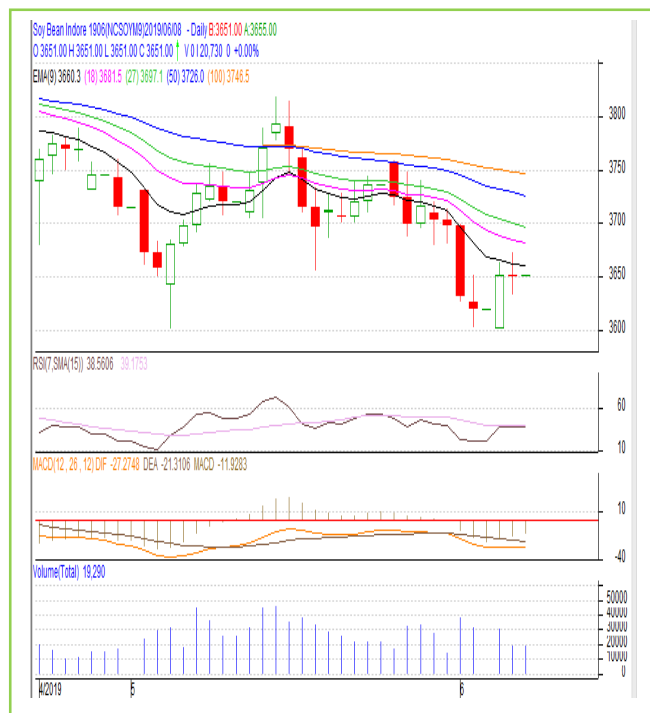 Soy Bean Indore 1906(NCSOYM9)2019/06/08 - Daily B:3651.00 A:3655.00
O 3651.00 H 3651.00 L 3651.00 C 3651.00 ↑ V 0 I 20,730 0 +0.00%
EMA(9) 3660.3 (18) 3681.5 (27) 3697.1 (50) 3726.0 (100) 3746.5
3800
3750
3700
3650
3600
RSI(7,SMA(15)) 38.5606 39.1753
60
10
MACD(12 , 26 , 12) DIF -27.2748 DEA -21.3106 MACD -11.9283
10
-40
Volume(Total) 19,290
50000
40000
30000
20000
10000
0
4/2019 5 6